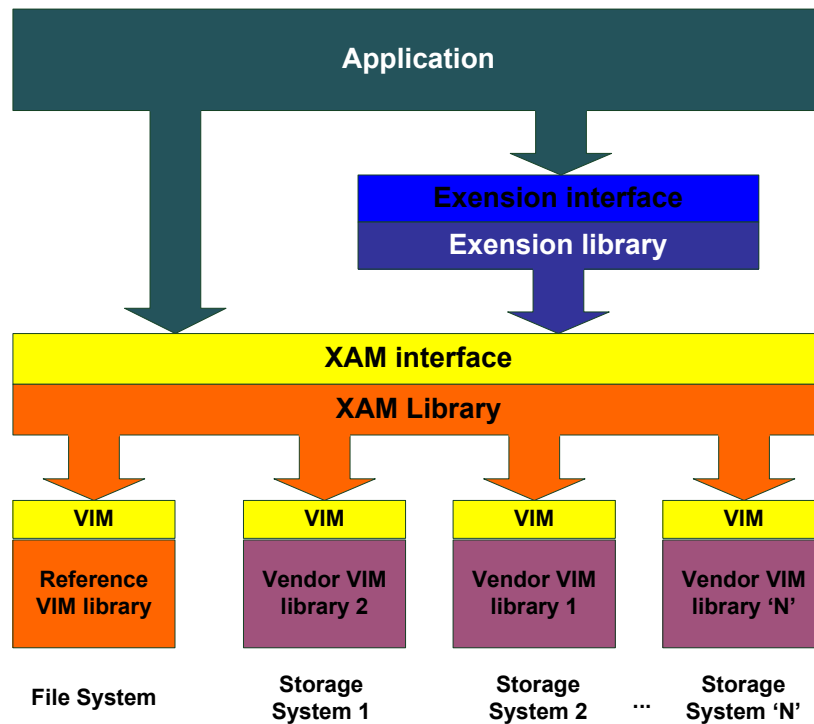 Application
Exension interface
Exension library
XAM interface
XAM Library
VIM
VIM
VIM
VIM
Reference
VIM library
Vendor VIM
library 2
Vendor VIM
library 1
Vendor VIM
library ‘N’
File System
Storage
System 1
Storage
System 2
...
Storage
System ‘N’